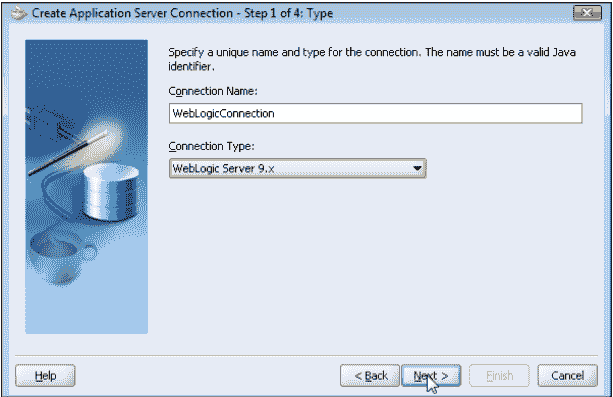 Create Application Server Connection - Step 1 of 4: Type
Specify a unique name and type for the connection. The name must be a valid Java
identifier.
Connection Name:
WebLogicConnection
Connection Type:
WebLogic Server 9.x
Help
< Back
Next >
Finish
Cancel